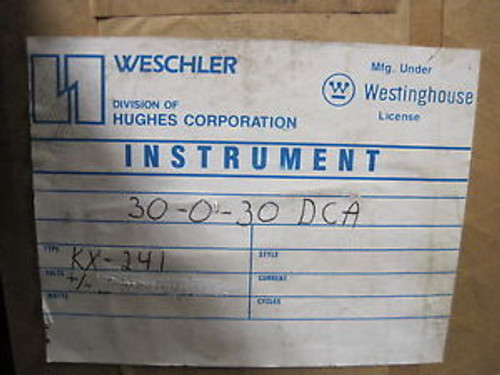 WESCHLER
DIVISION OF
HUGHES CORPORATION
Mfg. Under
W Westinghouse
License
INSTRUMENT
30-0-30 DCA
TYPE KX-241
STYLE
VOLTS +/-
CURRENT
WATTS
CYCLES